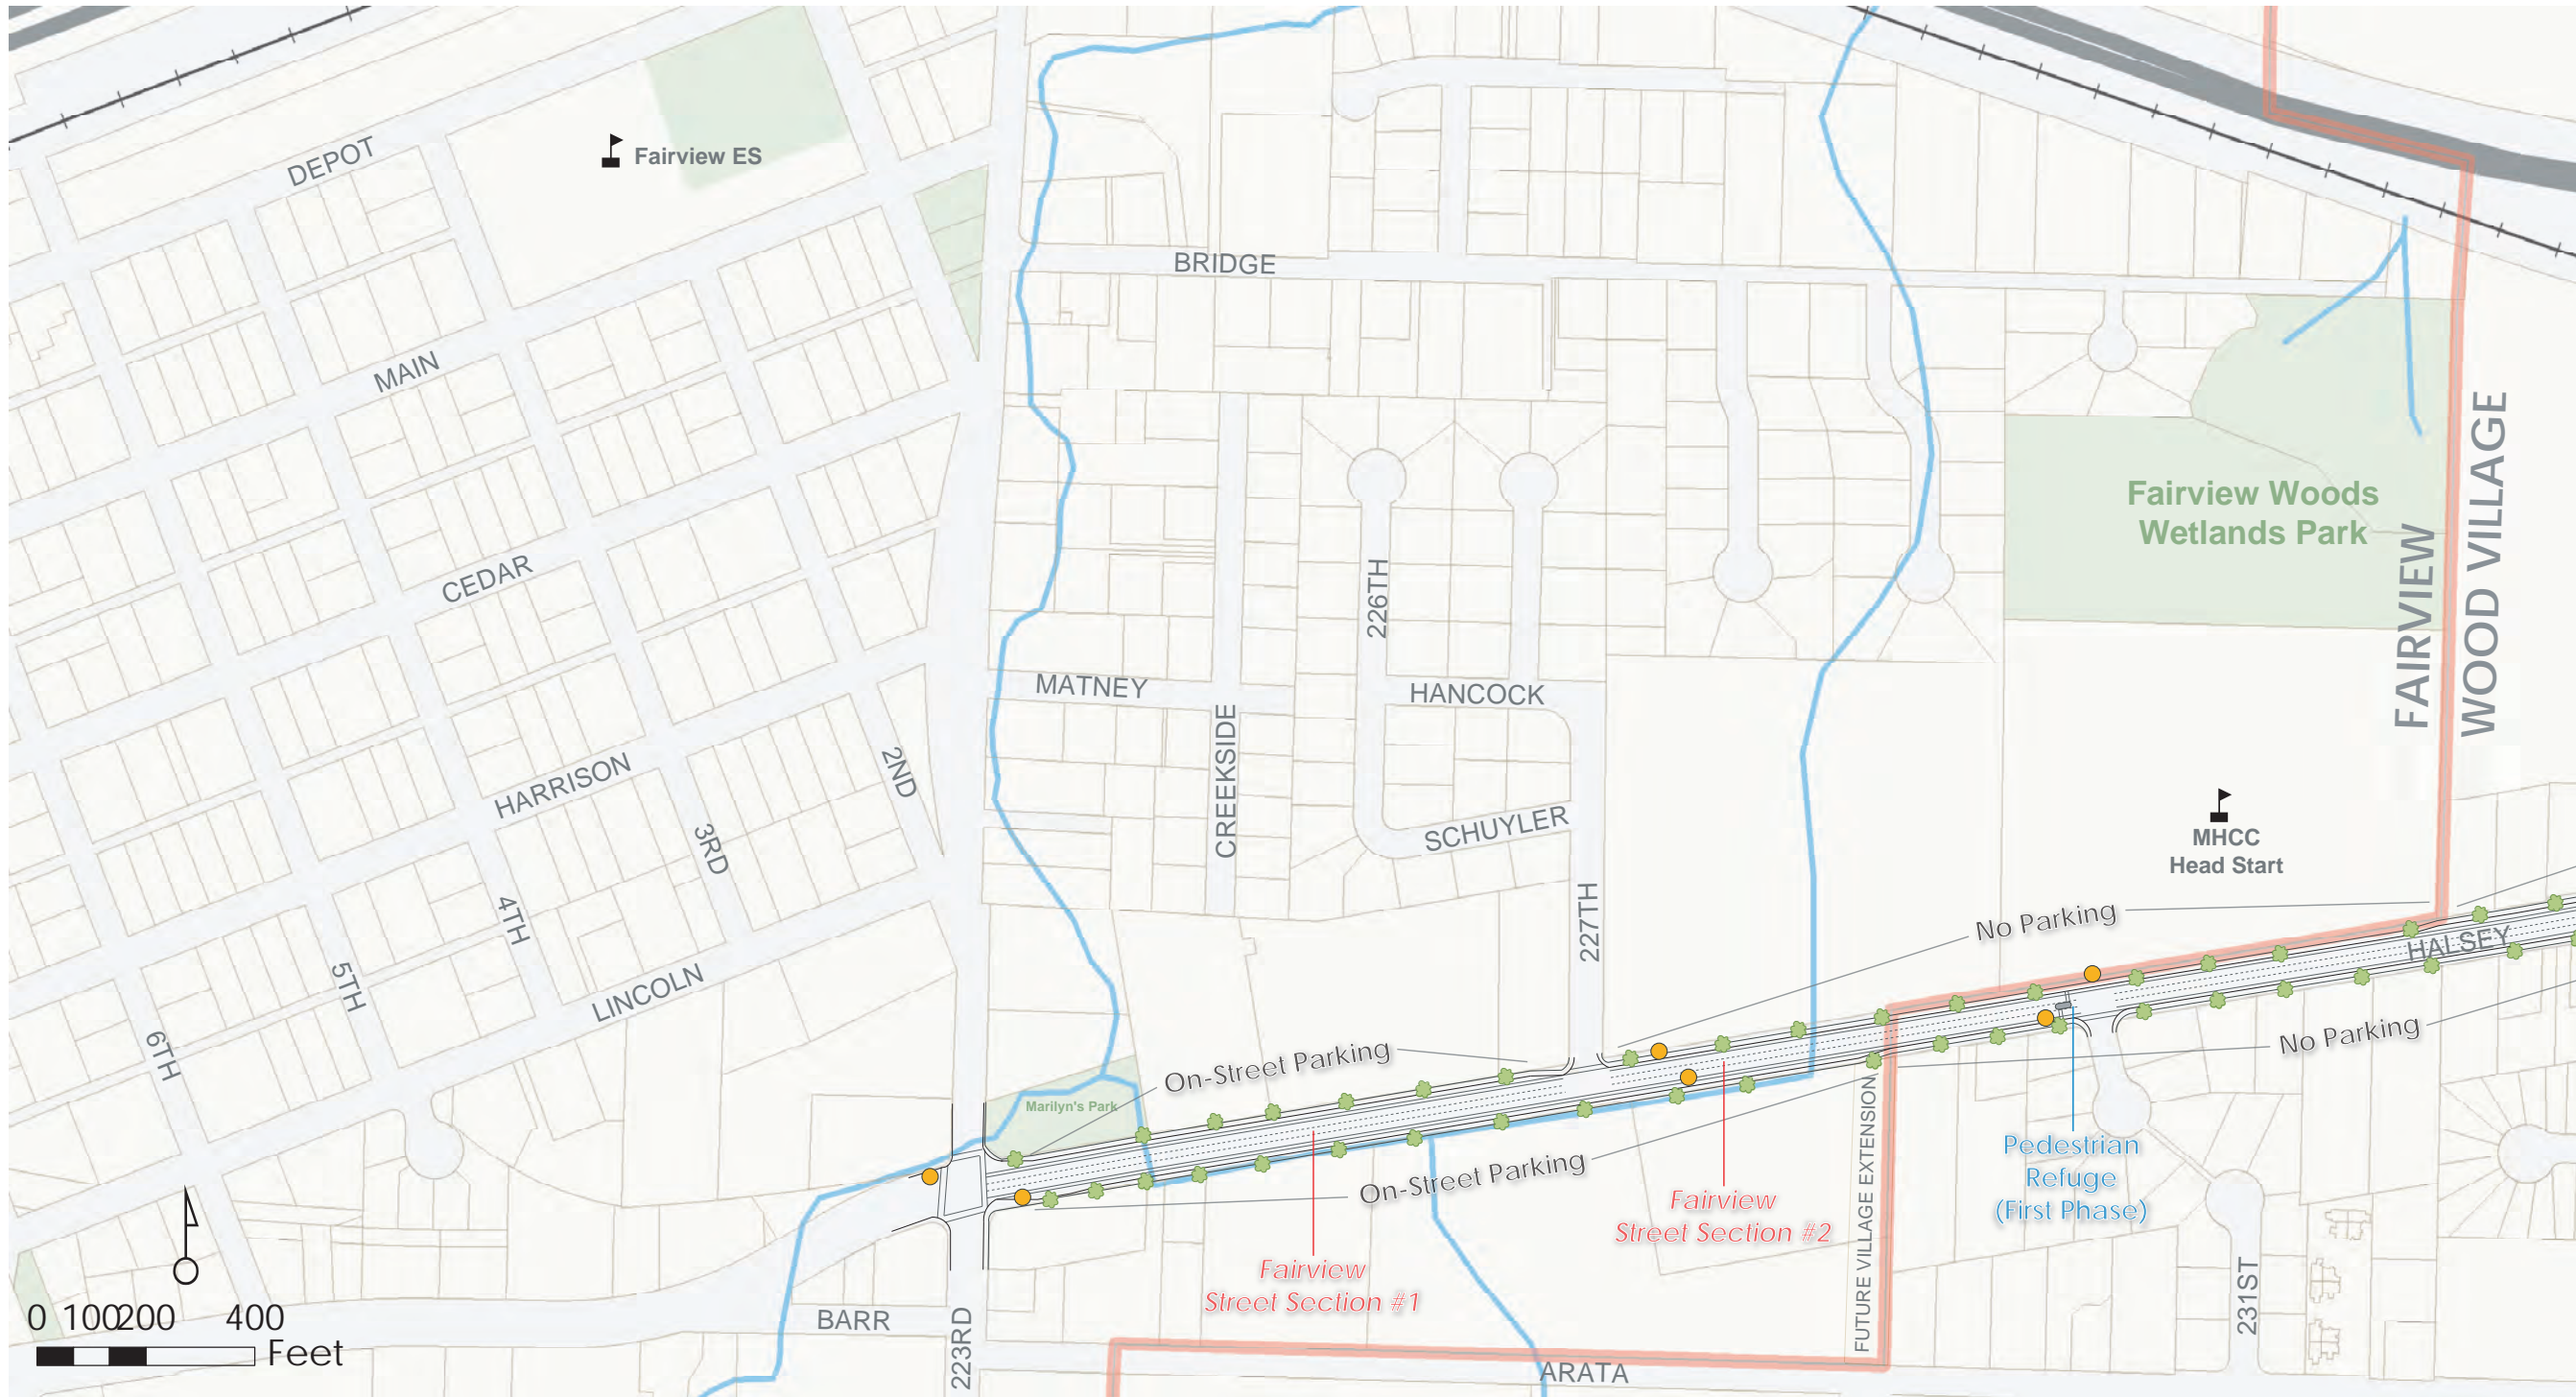 DEPOT
Fairview ES
BRIDGE
MAIN
CEDAR
Fairview Woods
Wetlands Park
FAIRVIEW
WOOD VILLAGE
226TH
MATNEY
HANCOCK
CREEKSIDE
HARRISON
2ND
3RD
SCHUYLER
MHCC
Head Start
4TH
227TH
No Parking
HALSEY
5TH
LINCOLN
6TH
On-Street Parking
No Parking
Marilyn's Park
On-Street Parking
Fairview
Street Section #2
FUTURE VILLAGE EXTENSION
Pedestrian
Refuge
(First Phase)
Fairview
Street Section #1
231ST
0 100 200 400
Feet
BARR
223RD
ARATA